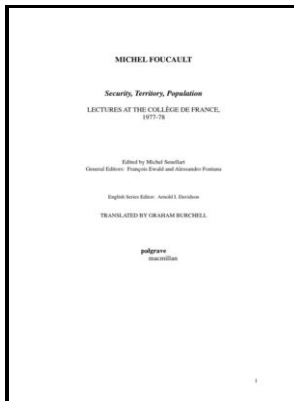 MICHEL FOUCAULT
Security, Territory, Population
LECTURES AT THE COLLÈGE DE FRANCE,
1977-78
Edited by Michel Senellart
General Editors: François Ewald and Alessandro Fontana
English Series Editor: Arnold I. Davidson
TRANSLATED BY GRAHAM BURCHELL
palgrave
macmillan
1